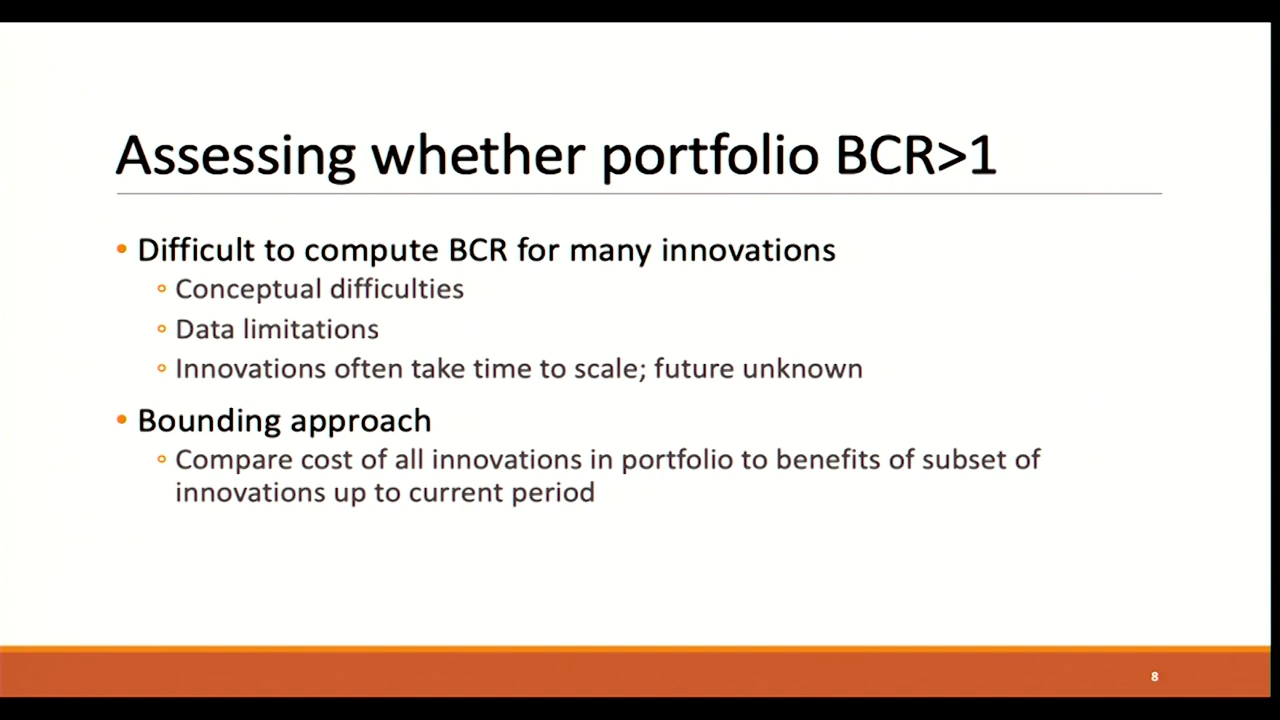 Assessing whether portfolio BCR>1
• Difficult to compute BCR for many innovations
◦ Conceptual difficulties
◦ Data limitations
◦ Innovations often take time to scale; future unknown
• Bounding approach
◦ Compare cost of all innovations in portfolio to benefits of subset of
innovations up to current period
8